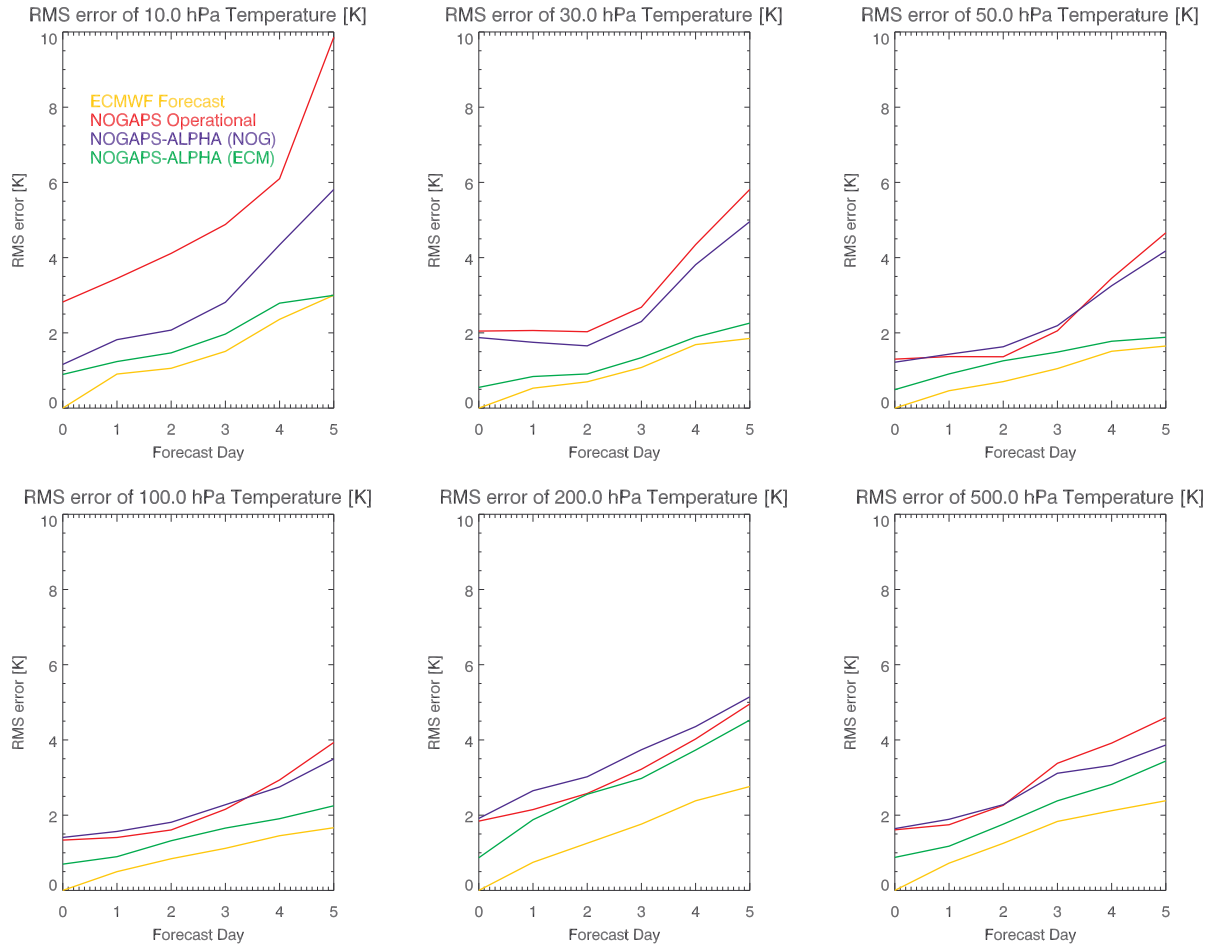 RMS error of 10.0 hPa Temperature [K]
RMS error [K]
10
8
6
4
2
0
ECMWF Forecast
NOGAPS Operational
NOGAPS-ALPHA (NOG)
NOGAPS-ALPHA (ECM)
0 1 2 3 4 5
Forecast Day
RMS error of 30.0 hPa Temperature [K]
RMS error [K]
10
8
6
4
2
0
0 1 2 3 4 5
Forecast Day
RMS error of 50.0 hPa Temperature [K]
RMS error [K]
10
8
6
4
2
0
0 1 2 3 4 5
Forecast Day
RMS error of 100.0 hPa Temperature [K]
RMS error [K]
10
8
6
4
2
0
0 1 2 3 4 5
Forecast Day
RMS error of 200.0 hPa Temperature [K]
RMS error [K]
10
8
6
4
2
0
0 1 2 3 4 5
Forecast Day
RMS error of 500.0 hPa Temperature [K]
RMS error [K]
10
8
6
4
2
0
0 1 2 3 4 5
Forecast Day